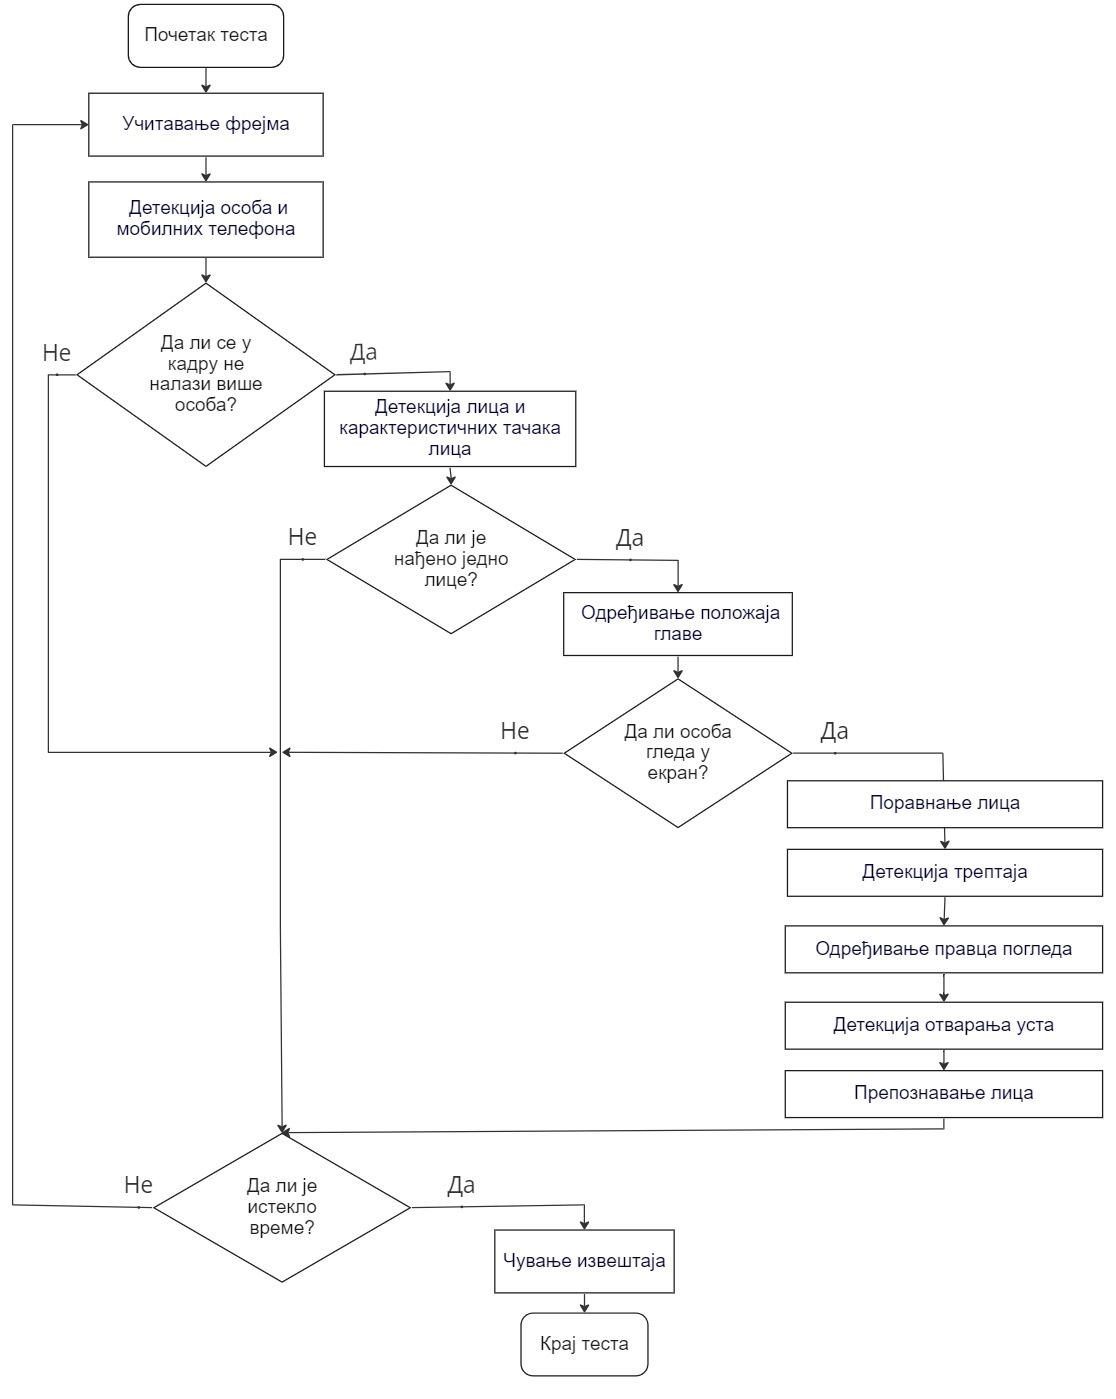 Почетак теста
Учитавање фрејма
Детекција особа и
мобилних телефона
Да ли се у
кадру не
налази више
особа?
Не
Да
Детекција лица и
карактеристичних тачака
лица
Да ли је
нађено једно
лице?
Не
Да
Одређивање положаја
главе
Да ли особа
гледа у
екран?
Не
Да
Поравнање лица
Детекција трептаја
Одређивање правца погледа
Детекција отварања уста
Препознавање лица
Да ли је
истекло
време?
Не
Да
Чување извештаја
Крај теста